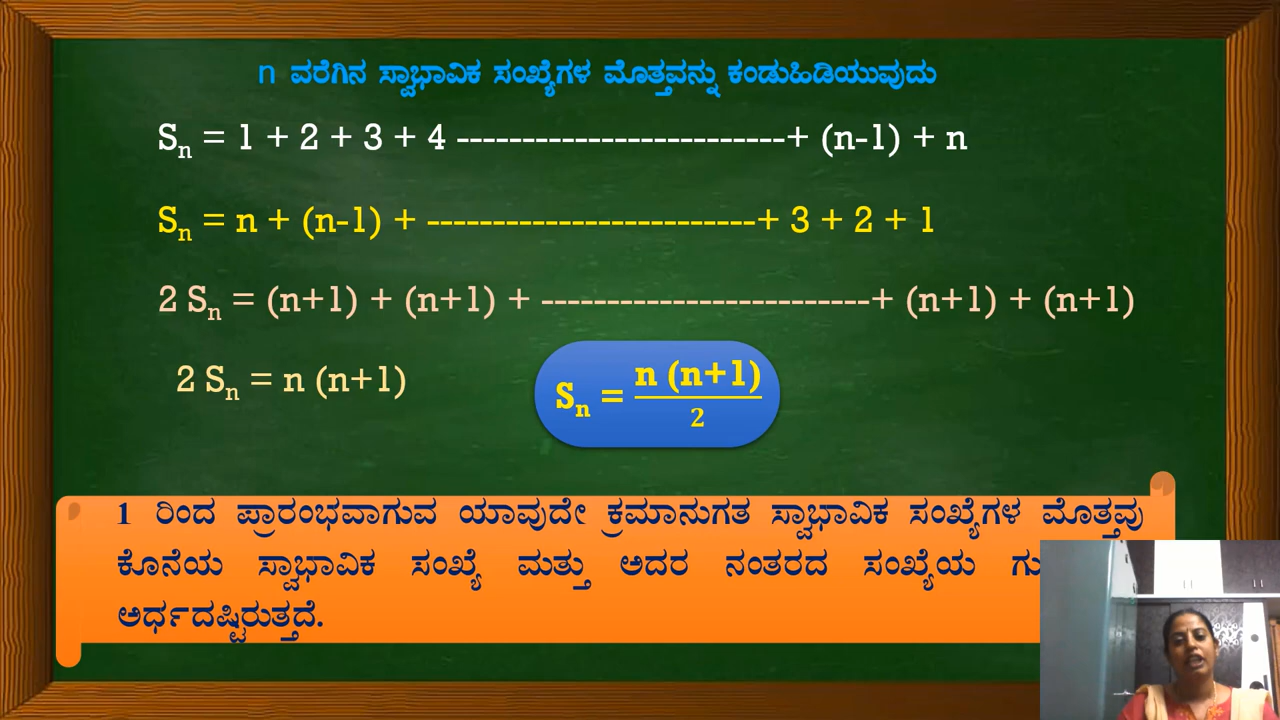 n ವರೆಗಿನ ಸ್ವಾಭಾವಿಕ ಸಂಖ್ಯೆಗಳ ಮೊತ್ತವನ್ನು ಕಂಡುಹಿಡಿಯುವುದು
Sn = 1 + 2 + 3 + 4 -------------------------+ (n-1) + n
Sn = n + (n-1) + -------------------------+ 3 + 2 + 1
2 Sn = (n+1) + (n+1) + -------------------------+ (n+1) + (n+1)
2 Sn = n (n+1)
Sn = n (n+1) / 2
1 ರಿಂದ ಪ್ರಾರಂಭವಾಗುವ ಯಾವುದೇ ಕ್ರಮಾನುಗತ ಸ್ವಾಭಾವಿಕ ಸಂಖ್ಯೆಗಳ ಮೊತ್ತವು
ಕೊನೆಯ ಸ್ವಾಭಾವಿಕ ಸಂಖ್ಯೆ ಮತ್ತು ಅದರ ನಂತರದ ಸಂಖ್ಯೆಯ
ಅರ್ಧದಷ್ಟಿರುತ್ತದೆ.